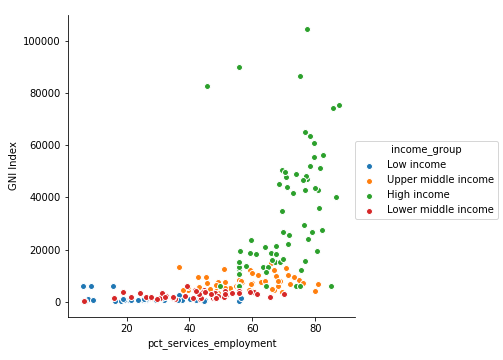 100000
80000
60000
40000
20000
0
GNI Index
20
40
60
80
pct_services_employment
income_group
Low income
Upper middle income
High income
Lower middle income